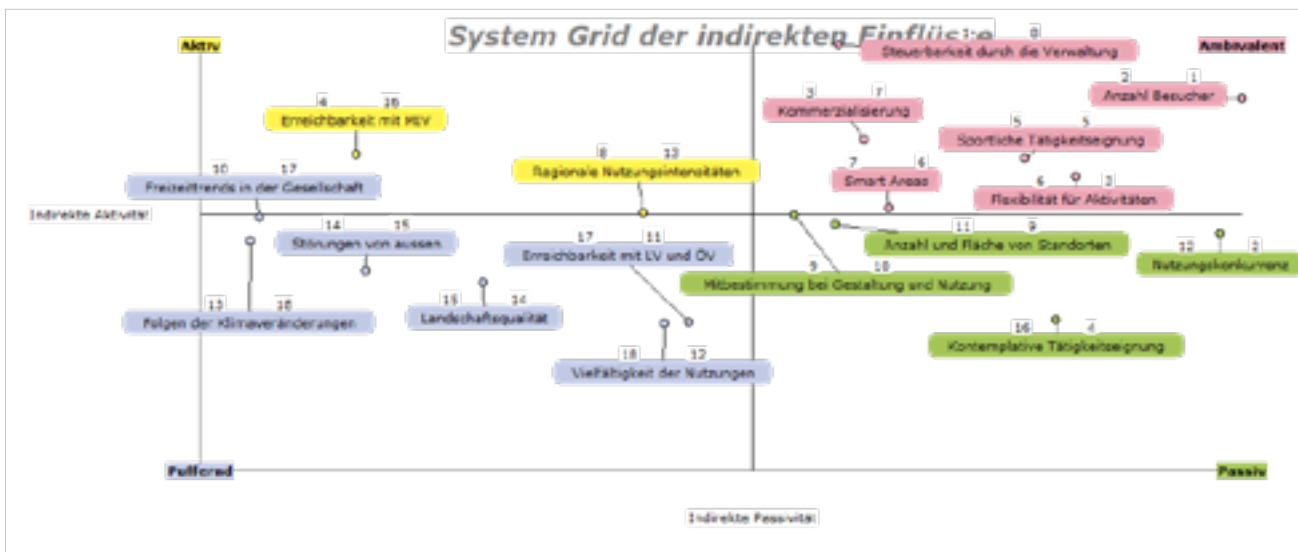 System Grid der indirekten Einflüsse
Aktiv
Ambivalent
1 8
Steuerbarkeit durch die Verwaltung
2 1
Anzahl Besucher
4 16
Erreichbarkeit mit MIV
3 7
Kommerzialisierung
5 5
Sportliche Tätigkeitseignung
8 13
Regionale Nutzungsintensitäten
7 6
Smart Areas
6 3
Flexibilität für Aktivitäten
10 17
Freizeittrends in der Gesellschaft
Indirekte Aktivität
14 15
Störungen von aussen
17 11
Erreichbarkeit mit LV und ÖV
11 9
Anzahl und Fläche von Standorten
12 2
Nutzungskonkurrenz
9 10
Mitbestimmung bei Gestaltung und Nutzung
13 18
Folgen der Klimaveränderungen
15 14
Landschaftsqualität
16 4
Kontemplative Tätigkeitseignung
18 12
Vielfältigkeit der Nutzungen
Puffernd
Passiv
Indirekte Passivität